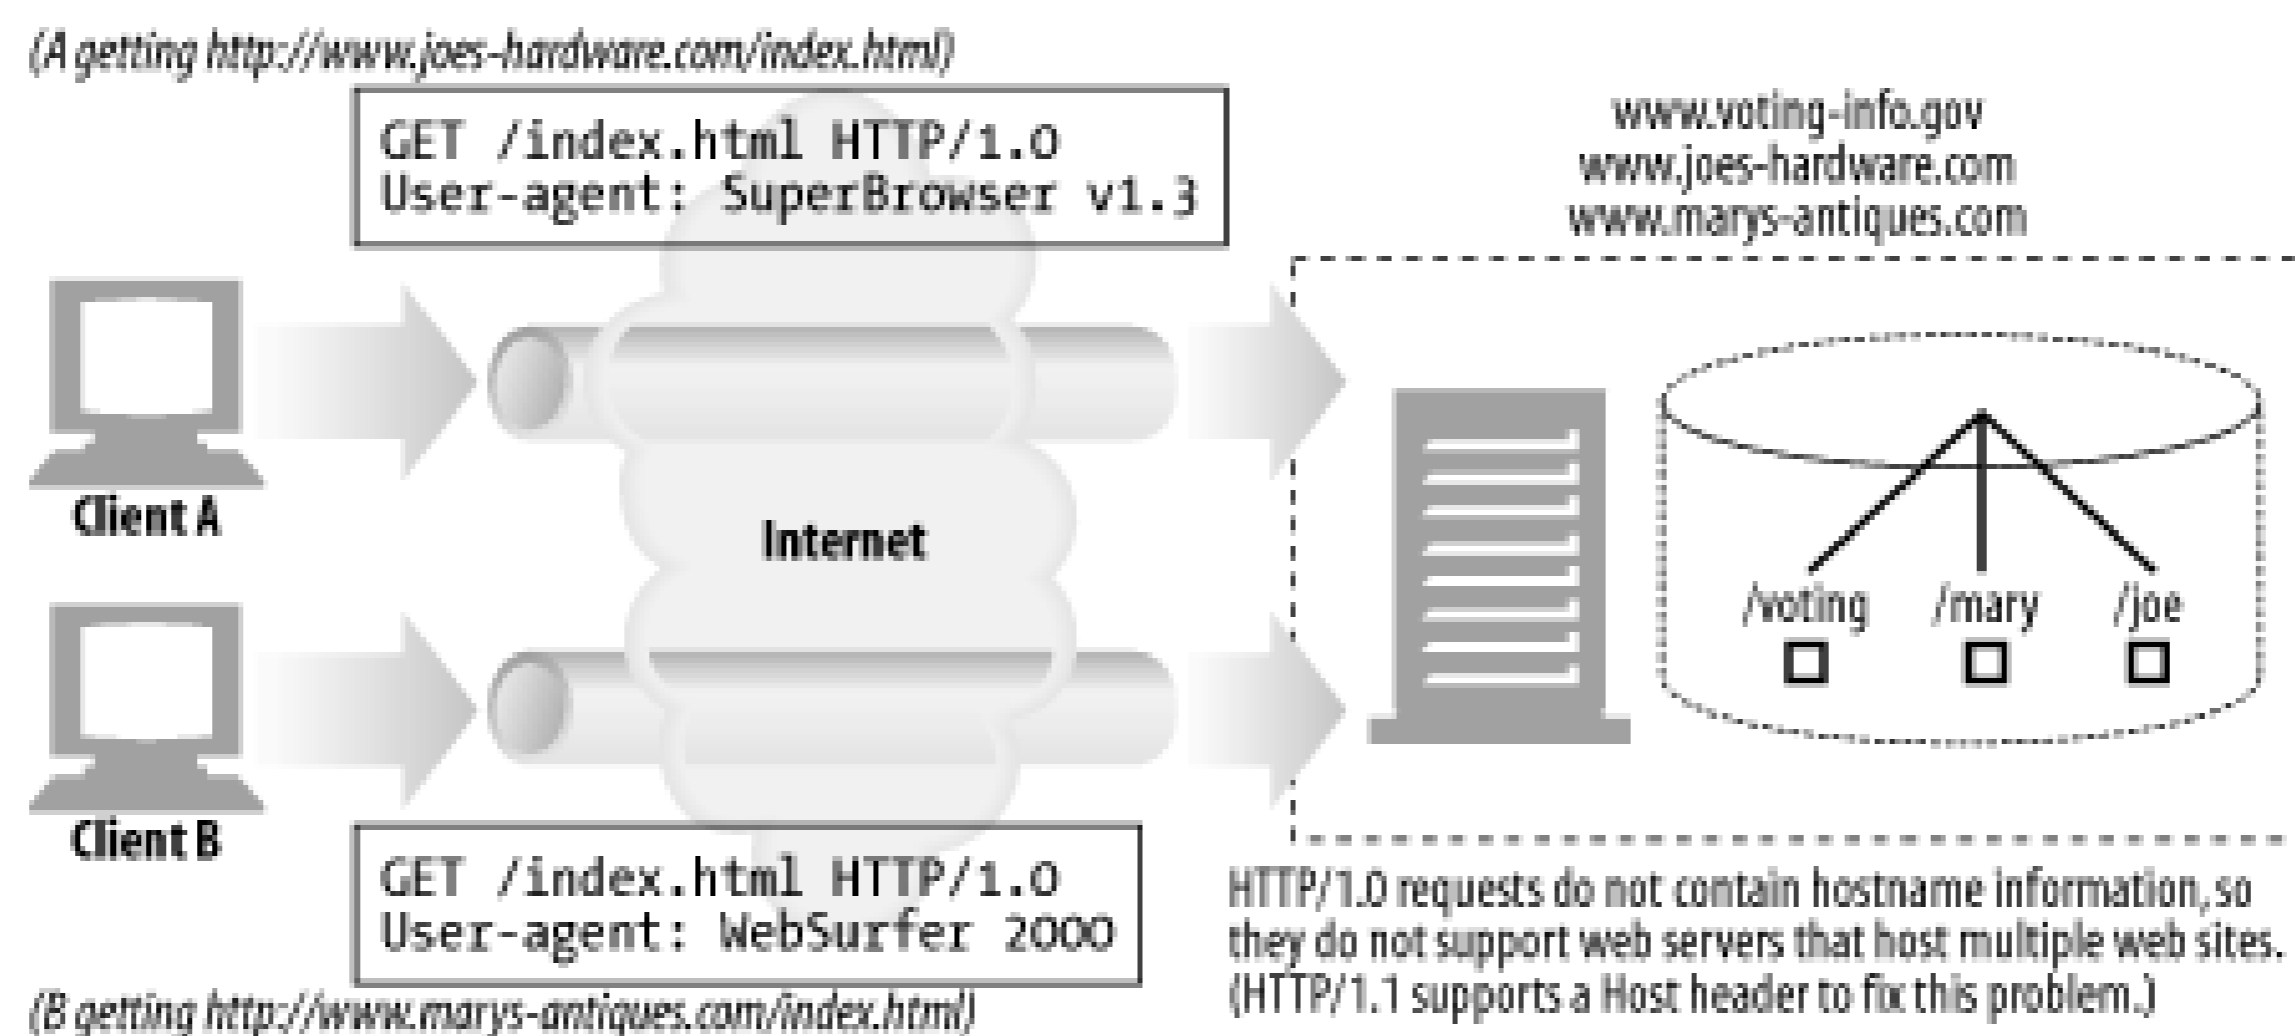 (A getting http://www.joes-hardware.com/index.html)
GET /index.html HTTP/1.0
User-agent: SuperBrowser v1.3
www.voting-info.gov
www.joes-hardware.com
www.marys-antiques.com
Client A
Internet
/voting /mary /joe
Client B
GET /index.html HTTP/1.0
User-agent: WebSurfer 2000
(B getting http://www.marys-antiques.com/index.html)
HTTP/1.0 requests do not contain hostname information, so
they do not support web servers that host multiple web sites.
(HTTP/1.1 supports a Host header to fix this problem.)